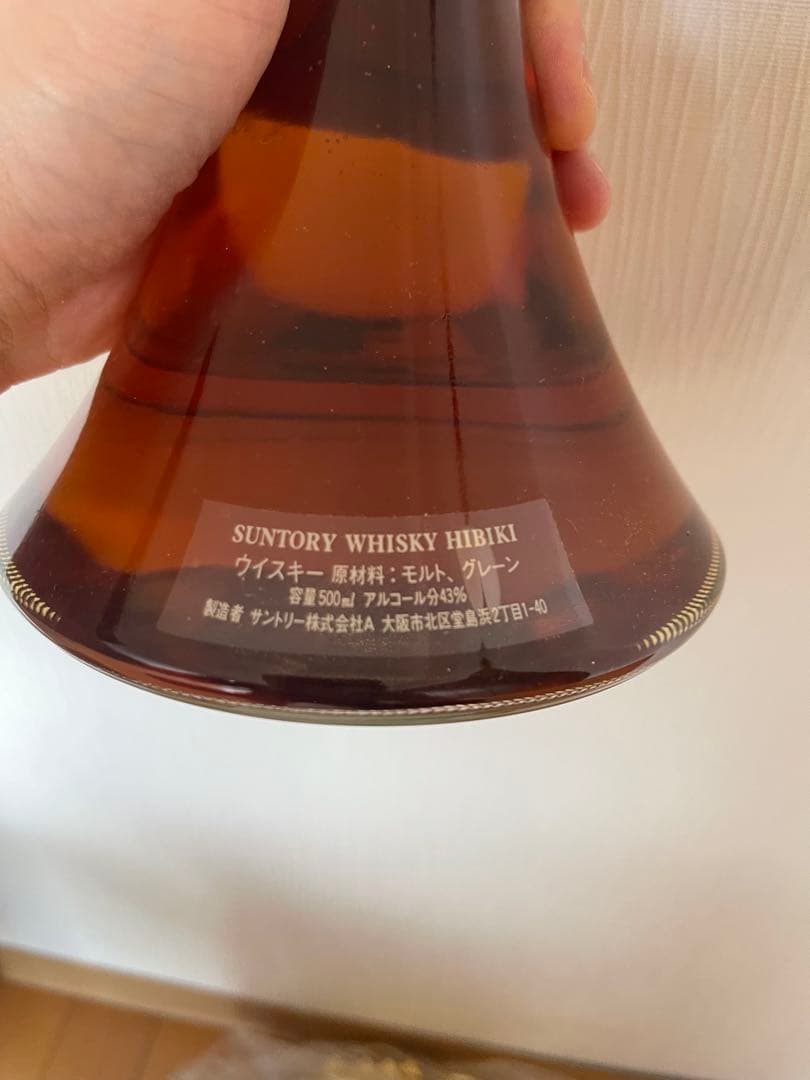 SUNTORY WHISKY HIBIKI
ウイスキー 原材料:モルト、グレーン
容量500ml アルコール分43%
製造者 サントリー株式会社A 大阪市北区堂島浜2丁目1-40